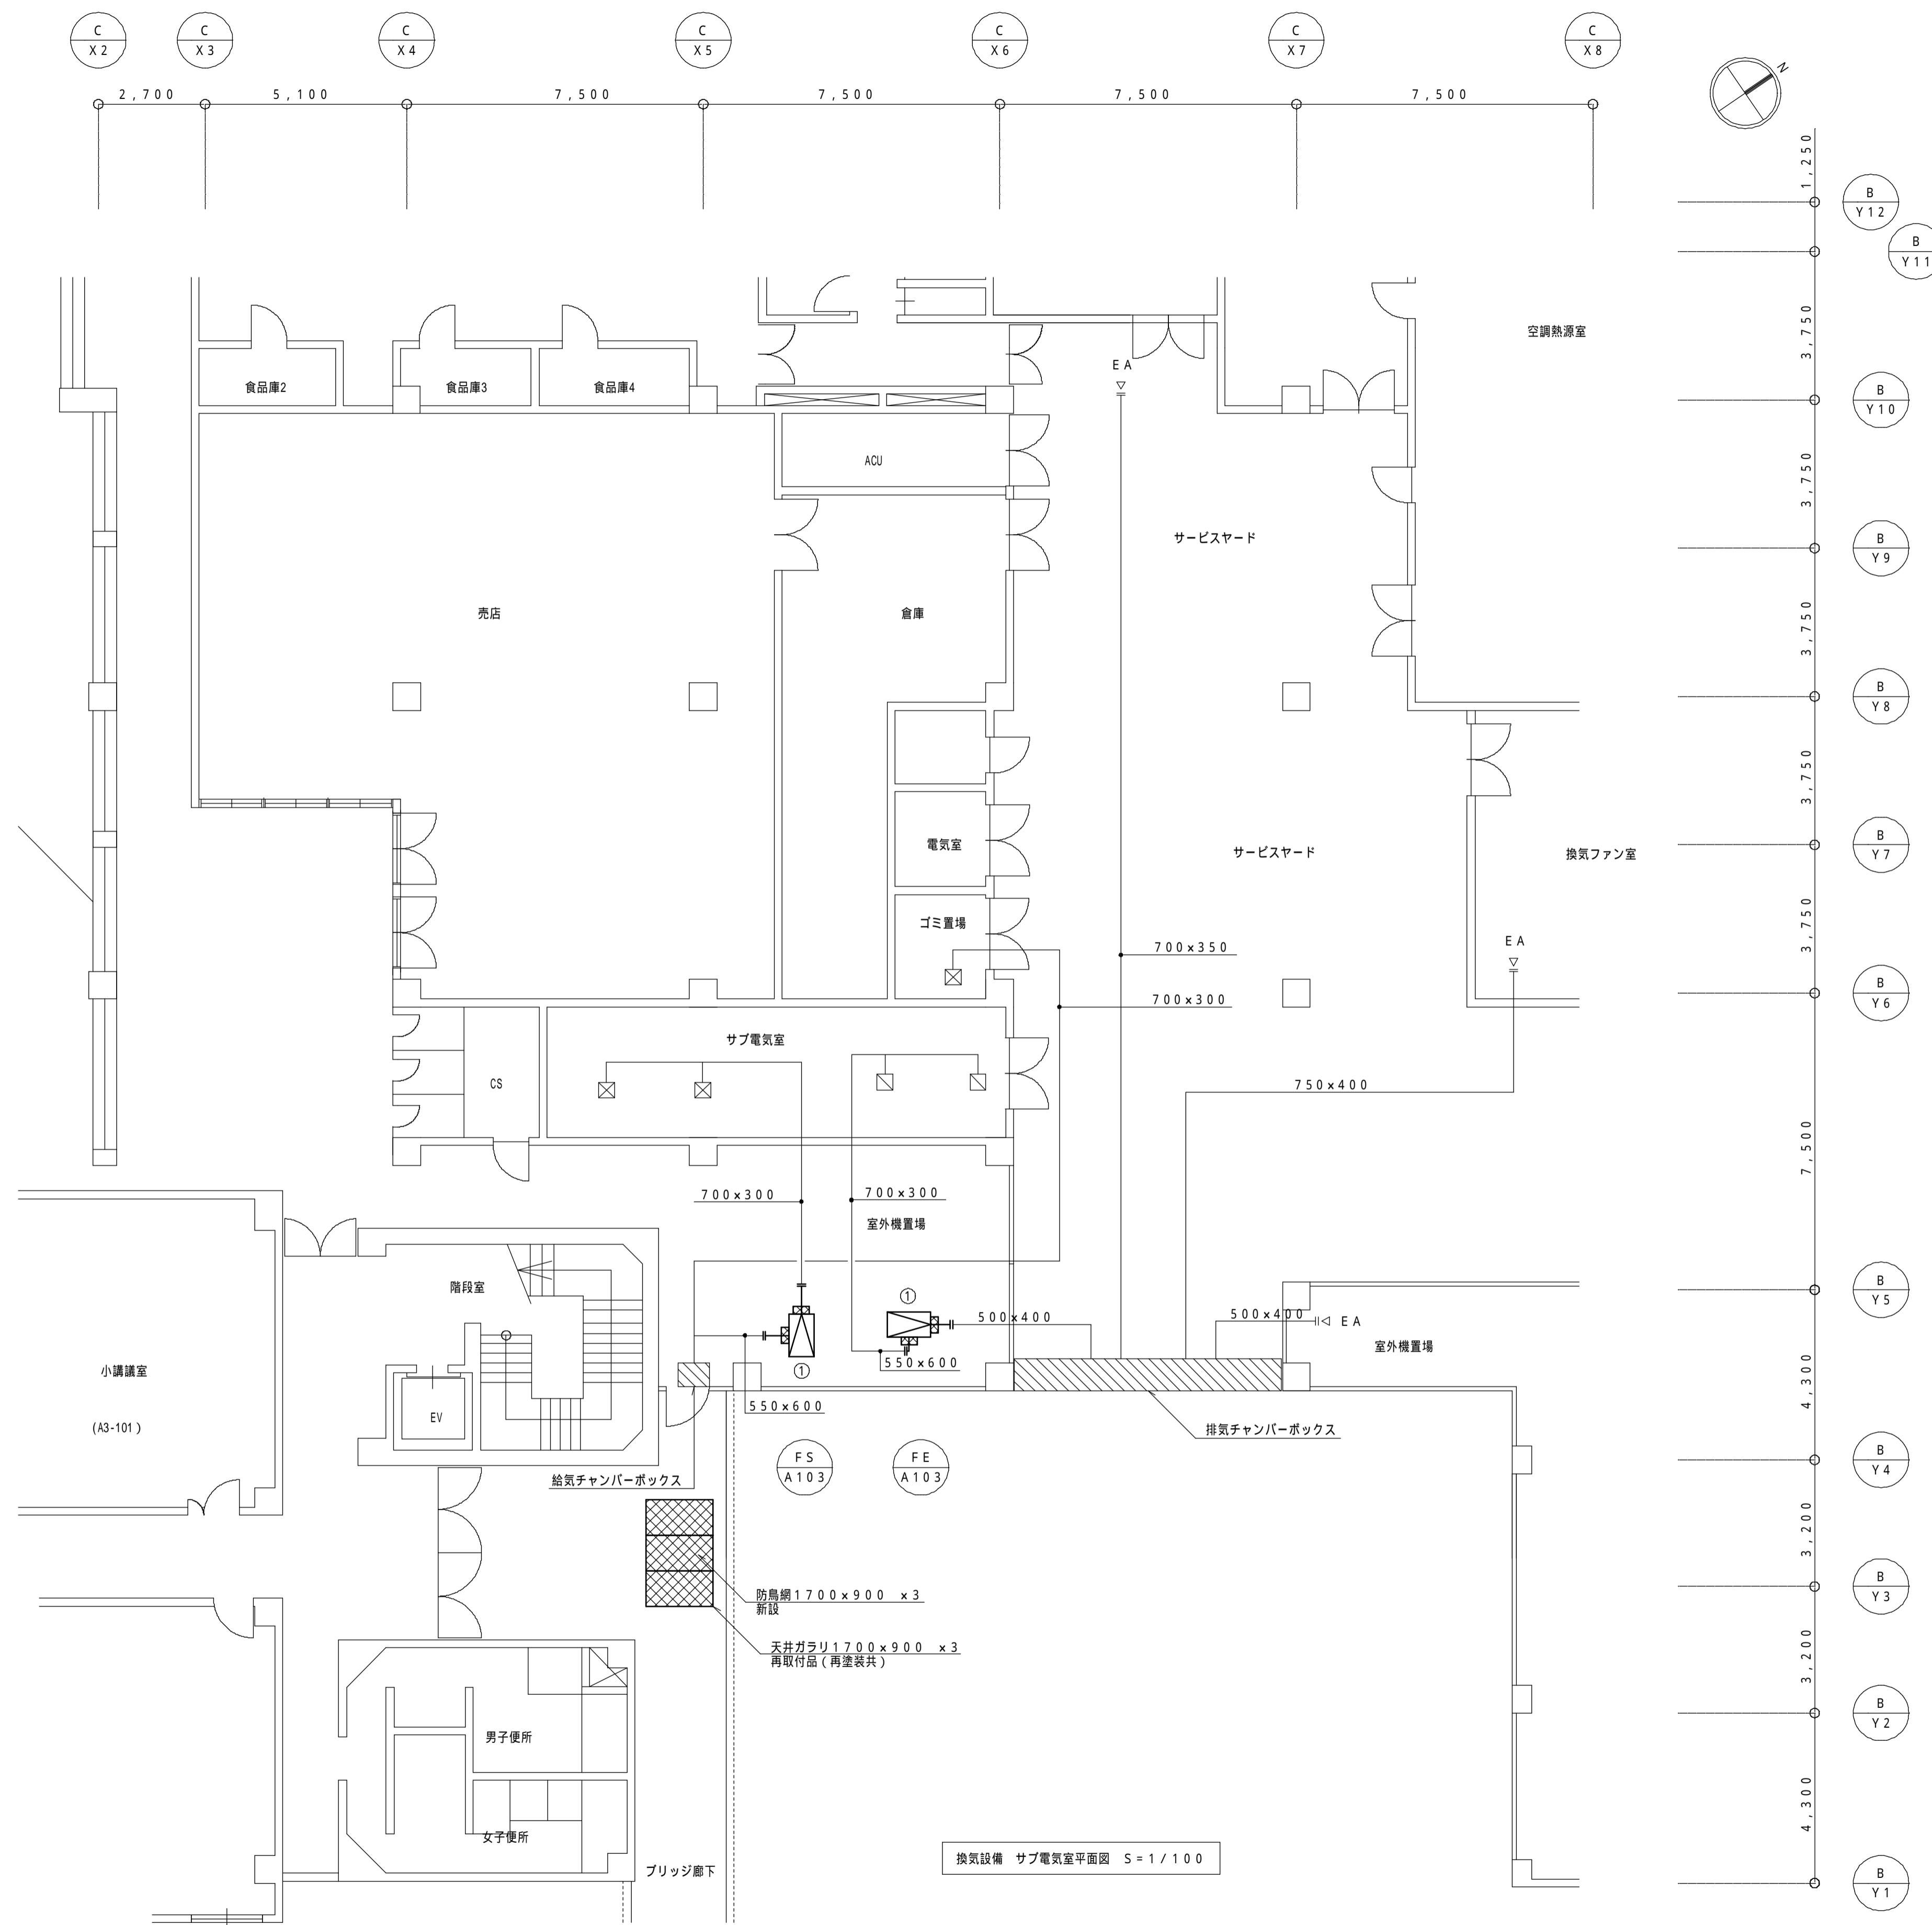 C
X2
C
X3
C
X4
C
X5
C
X6
C
X7
C
X8
N
2,700
5,100
7,500
7,500
7,500
7,500
1,250
B
Y12
B
Y11
3,750
B
Y10
3,750
B
Y9
3,750
B
Y8
3,750
B
Y7
3,750
B
Y6
7,500
B
Y5
4,300
B
Y4
3,200
B
Y3
3,200
B
Y2
4,300
B
Y1
空調熱源室
EA
食品庫2
食品庫3
食品庫4
ACU
サービスヤード
売店
倉庫
電気室
サービスヤード
換気ファン室
ゴミ置場
EA
700×350
700×300
サブ電気室
CS
750×400
700×300
700×300
室外機置場
階段室
①
500×400
500×400
EA
室外機置場
550×600
小講議室
①
(A3-101)
EV
550×600
排気チャンバーボックス
FS
A103
FE
A103
給気チャンバーボックス
防鳥網1700×900 ×3
新設
天井ガラリ1700×900 ×3
再取付品(再塗装共)
男子便所
女子便所
ブリッジ廊下
換気設備 サブ電気室平面図 S=1/100